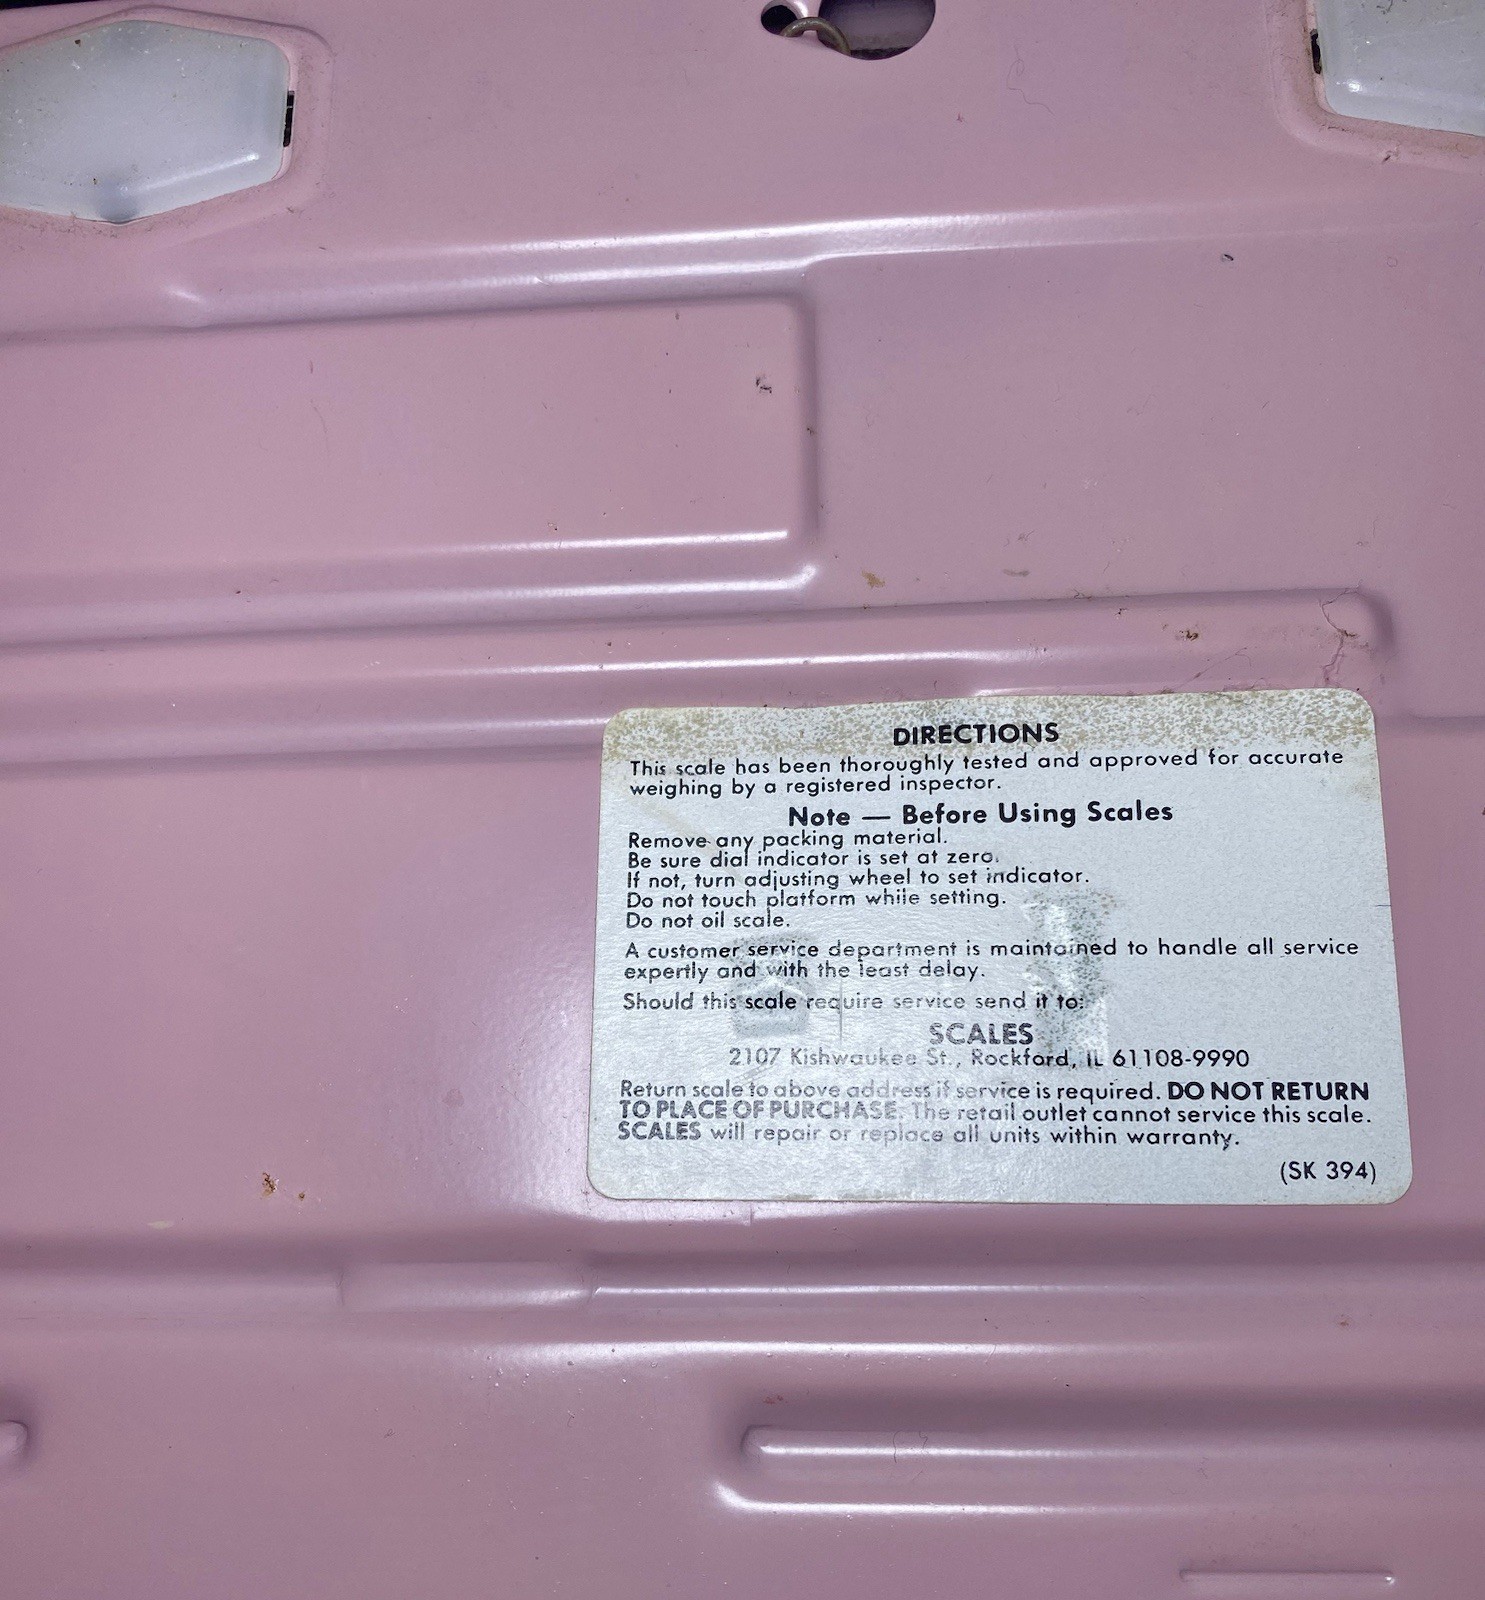 DIRECTIONS
This scale has been thoroughly tested and approved for accurate
weighing by a registered inspector.
Note — Before Using Scales
Remove any packing material.
Be sure dial indicator is set at zero.
If not, turn adjusting wheel to set indicator.
Do not touch platform while setting.
Do not oil scale.
A customer service department is maintained to handle all service
expertly and with the least delay.
Should this scale require service send it to:
SCALES
2107 Kishwaukee St., Rockford, IL 61108-9990
Return scale to above address if service is required. DO NOT RETURN
TO PLACE OF PURCHASE. The retail outlet cannot service this scale.
SCALES will repair or replace all units within warranty.
(SK 394)